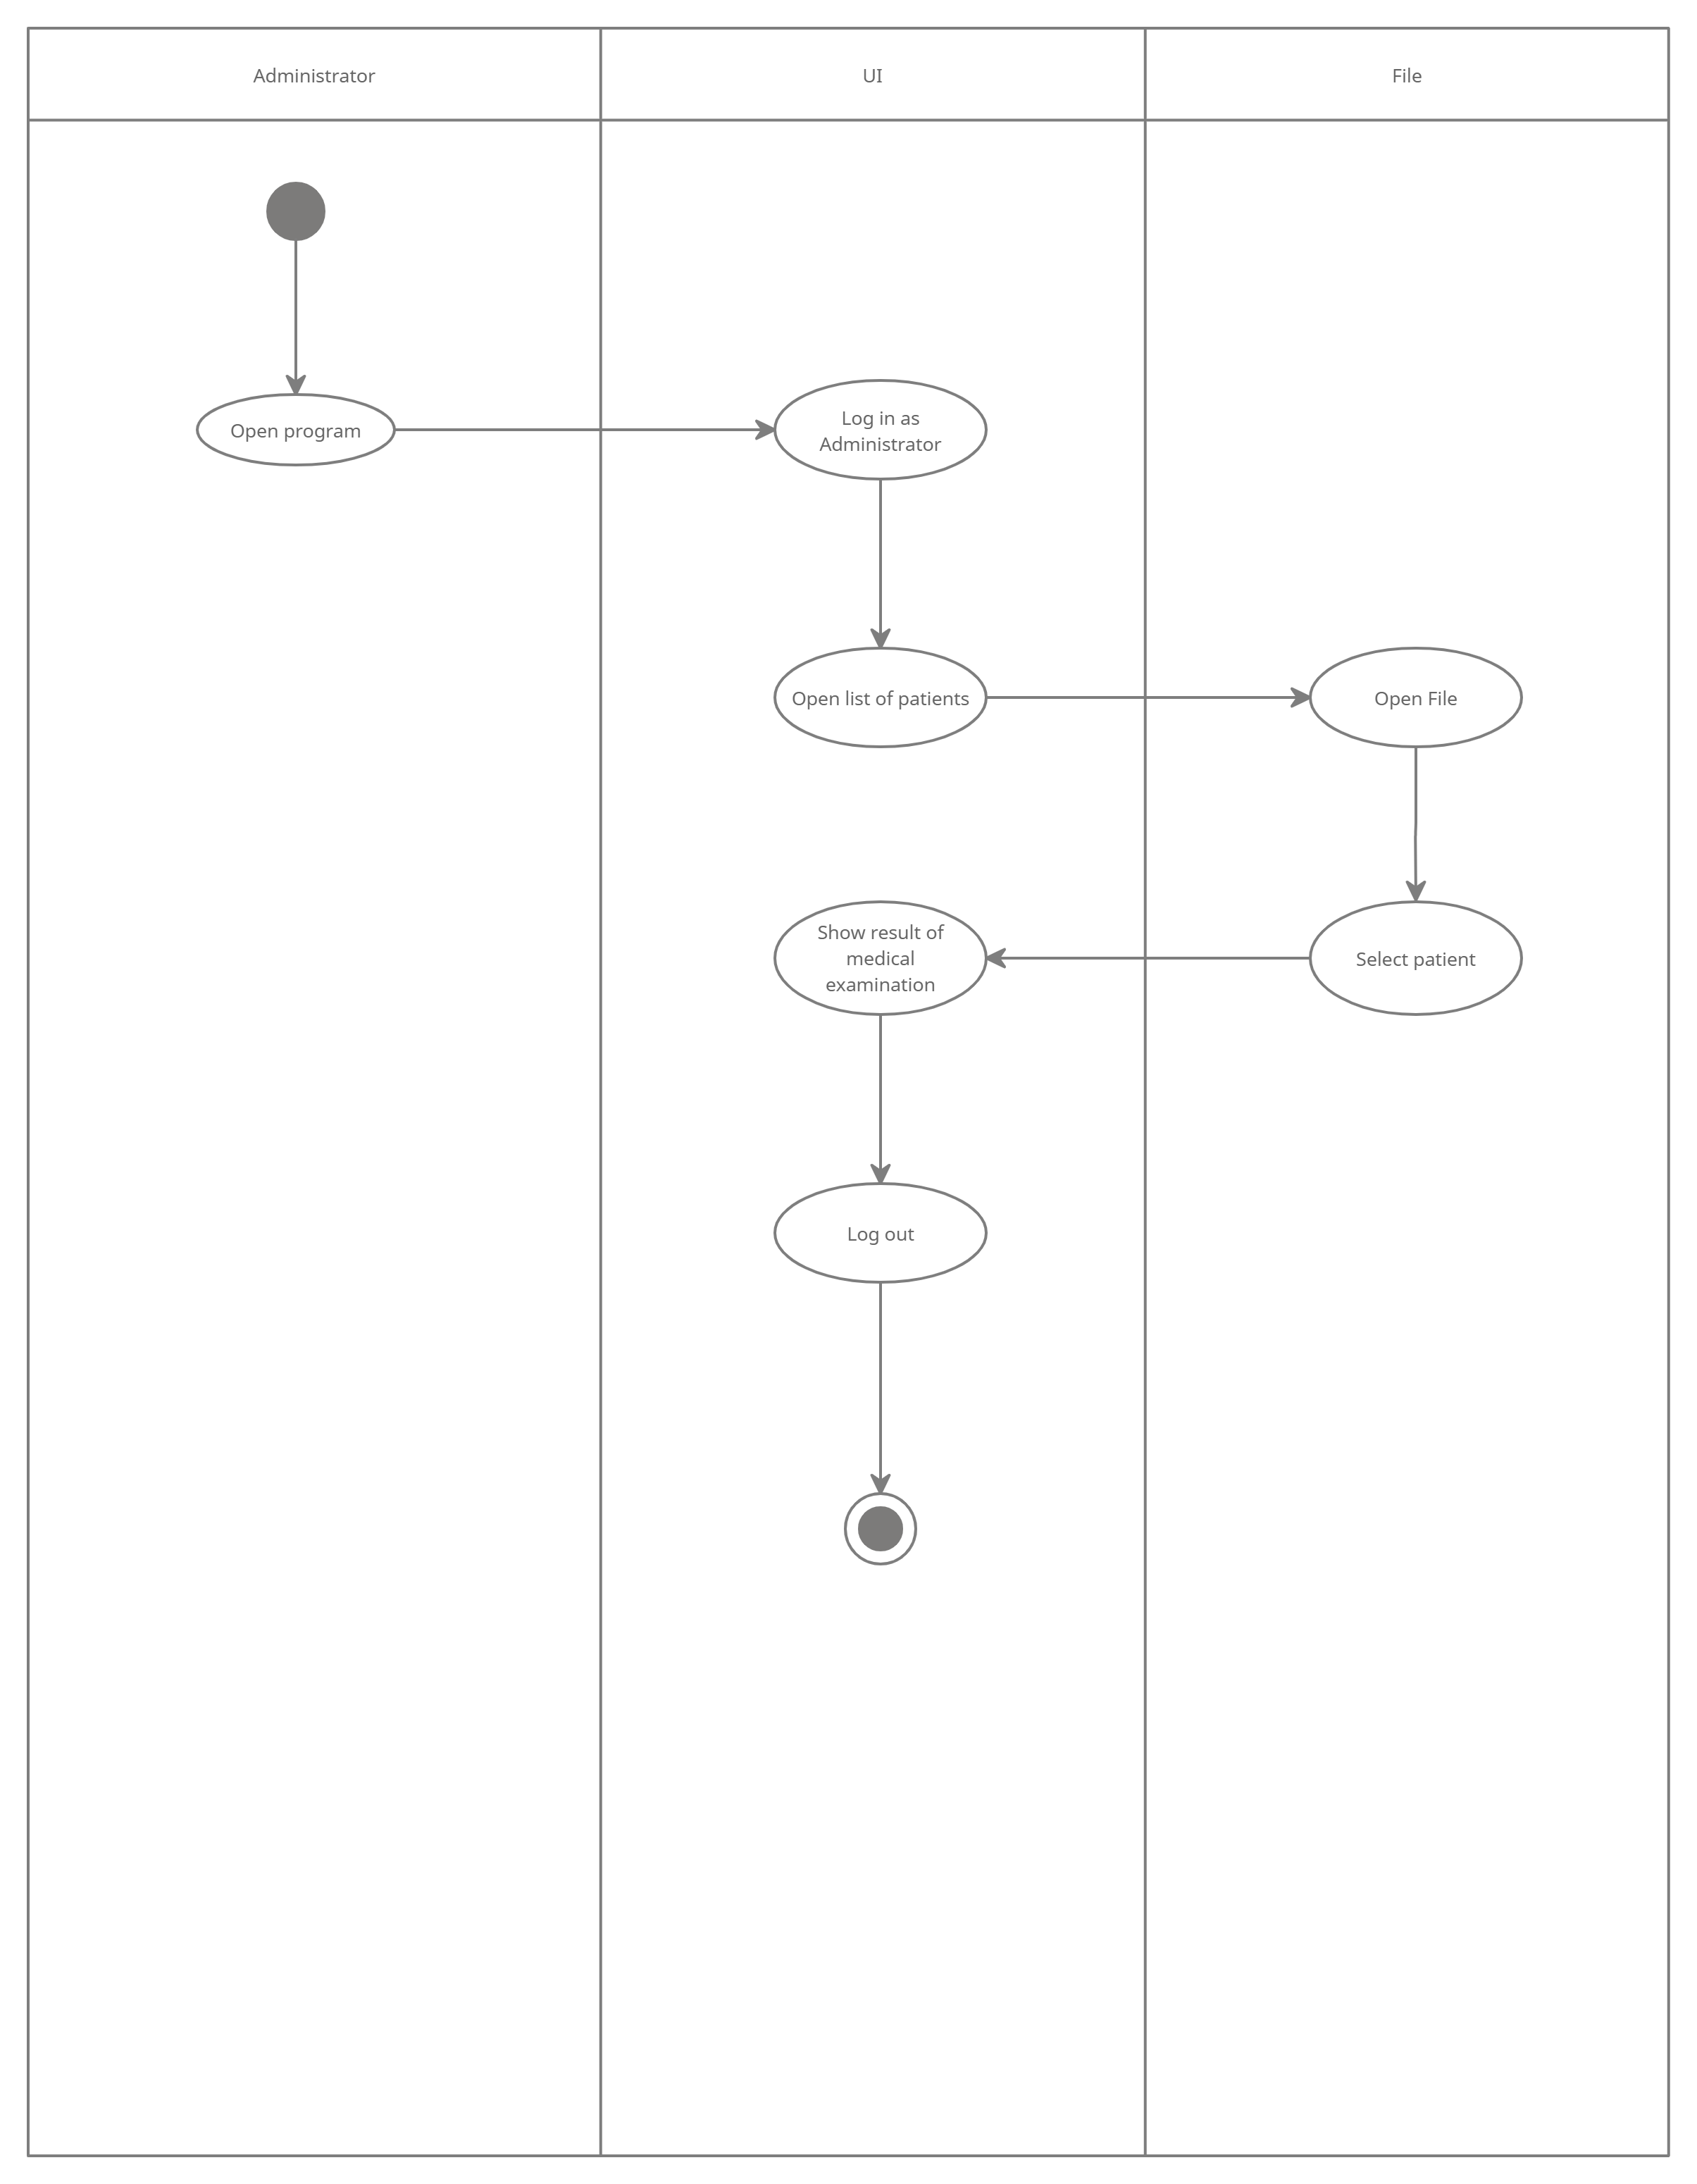 Administrator
UI
File
Open program
Log in as
Administrator
Open list of patients
Open File
Show result of
medical
examination
Select patient
Log out